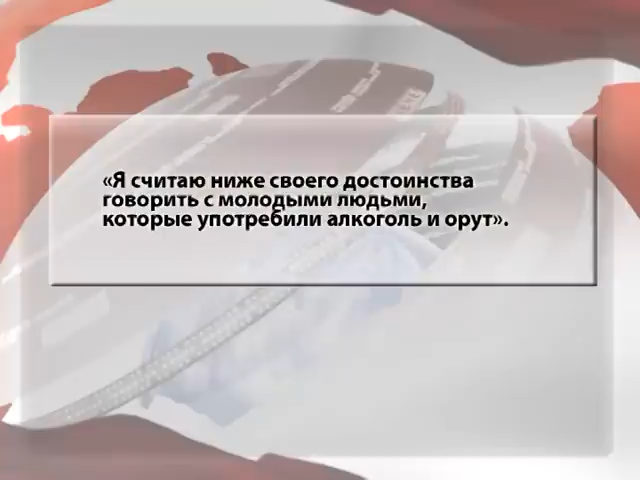 «Я считаю ниже своего достоинства
говорить с молодыми людьми,
которые употребили алкоголь и орут».